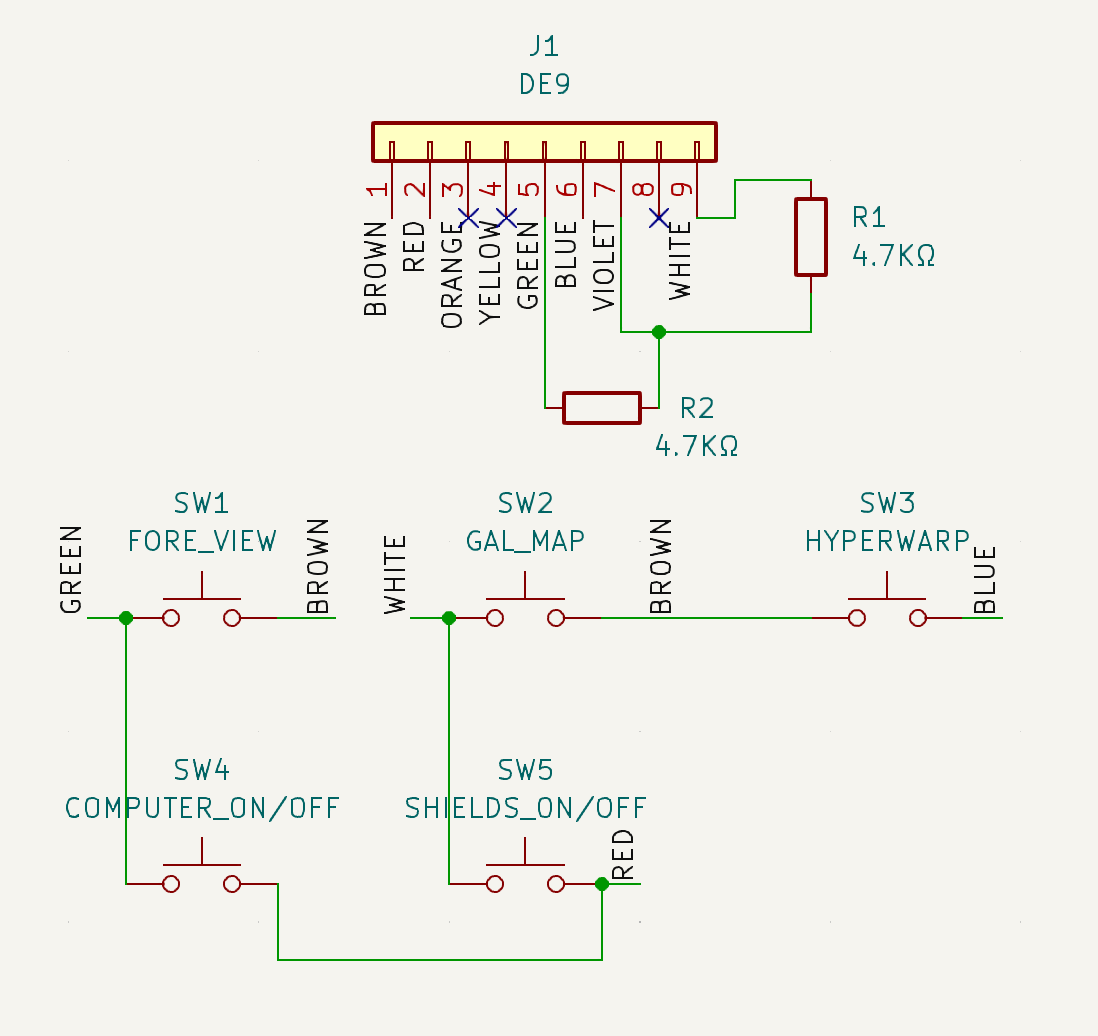 J1
DE9
1
2
3
4
5
6
7
8
9
BROWN
RED
ORANGE
YELLOW
GREEN
BLUE
VIOLET
WHITE
R1
4.7KΩ
R2
4.7KΩ
SW1
FORE_VIEW
GREEN
BROWN
SW2
GAL_MAP
WHITE
BROWN
SW3
HYPERWARP
BLUE
SW4
COMPUTER_ON/OFF
SW5
SHIELDS_ON/OFF
RED